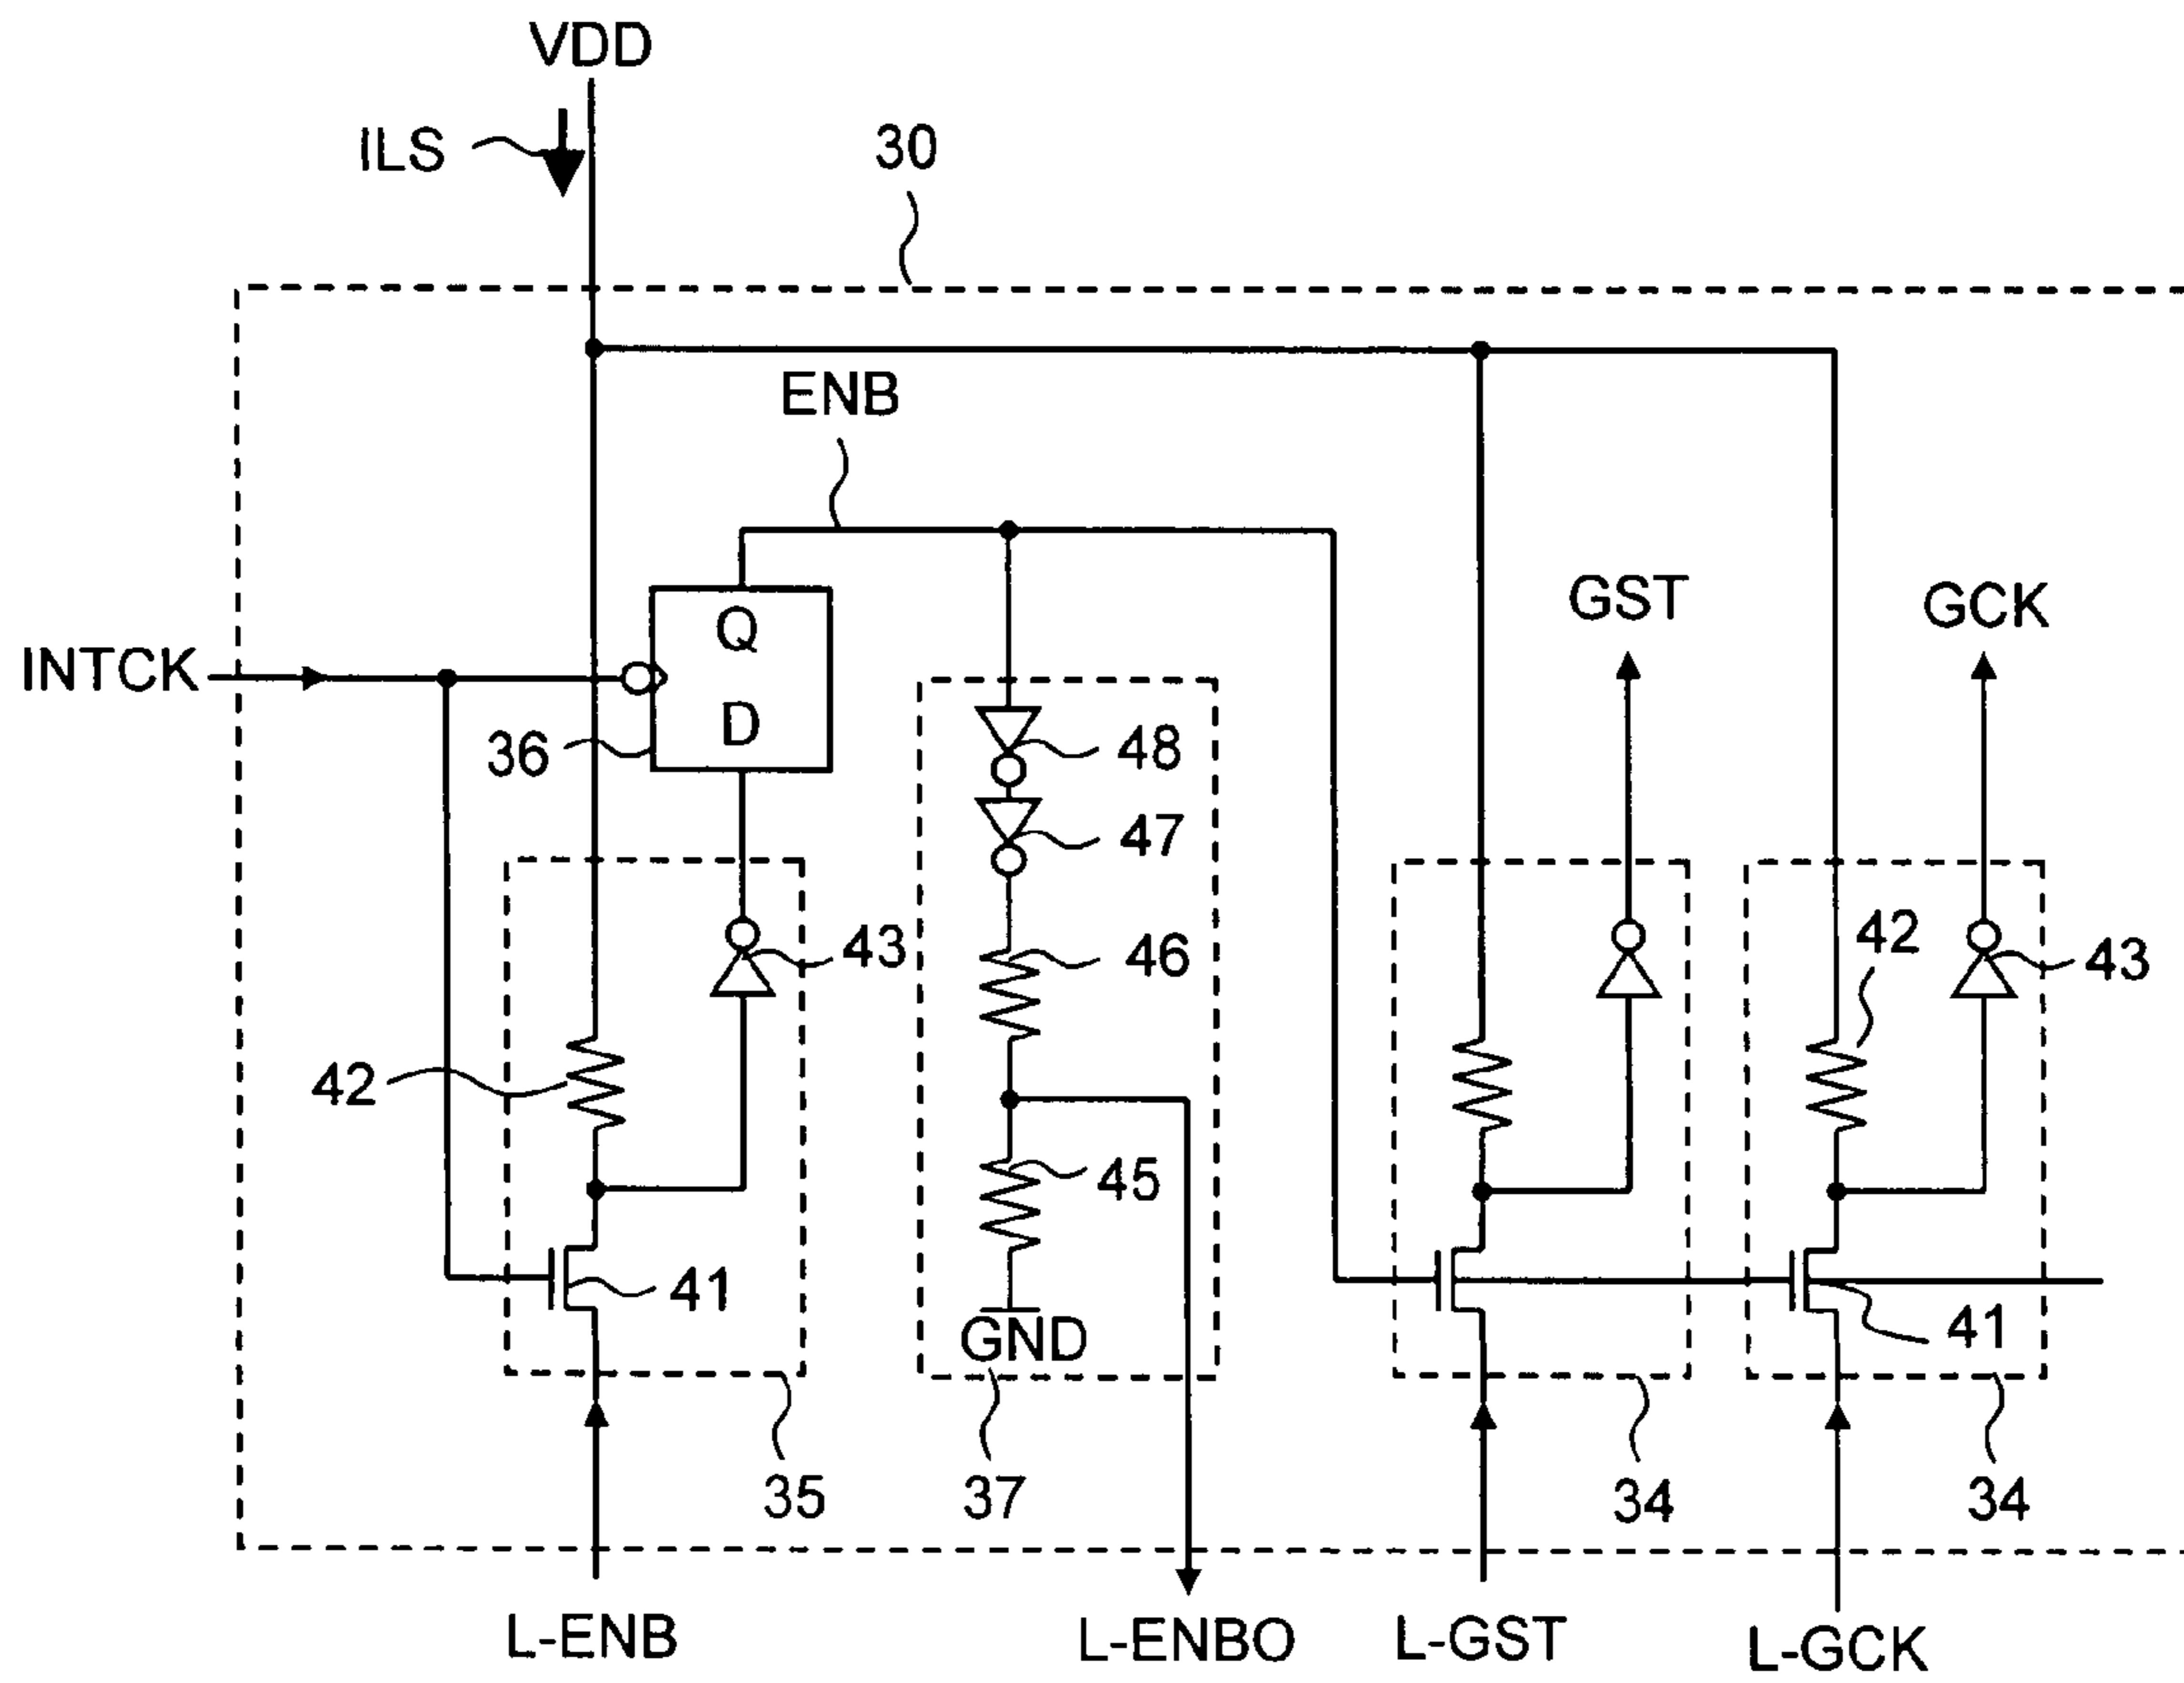 VDD
ILS
30
ENB
GST
GCK
INTCK
Q
D
36
48
47
43
46
42
43
42
45
41
GND
41
35
37
34
34
L-ENB
L-ENBO
L-GST
L-GCK